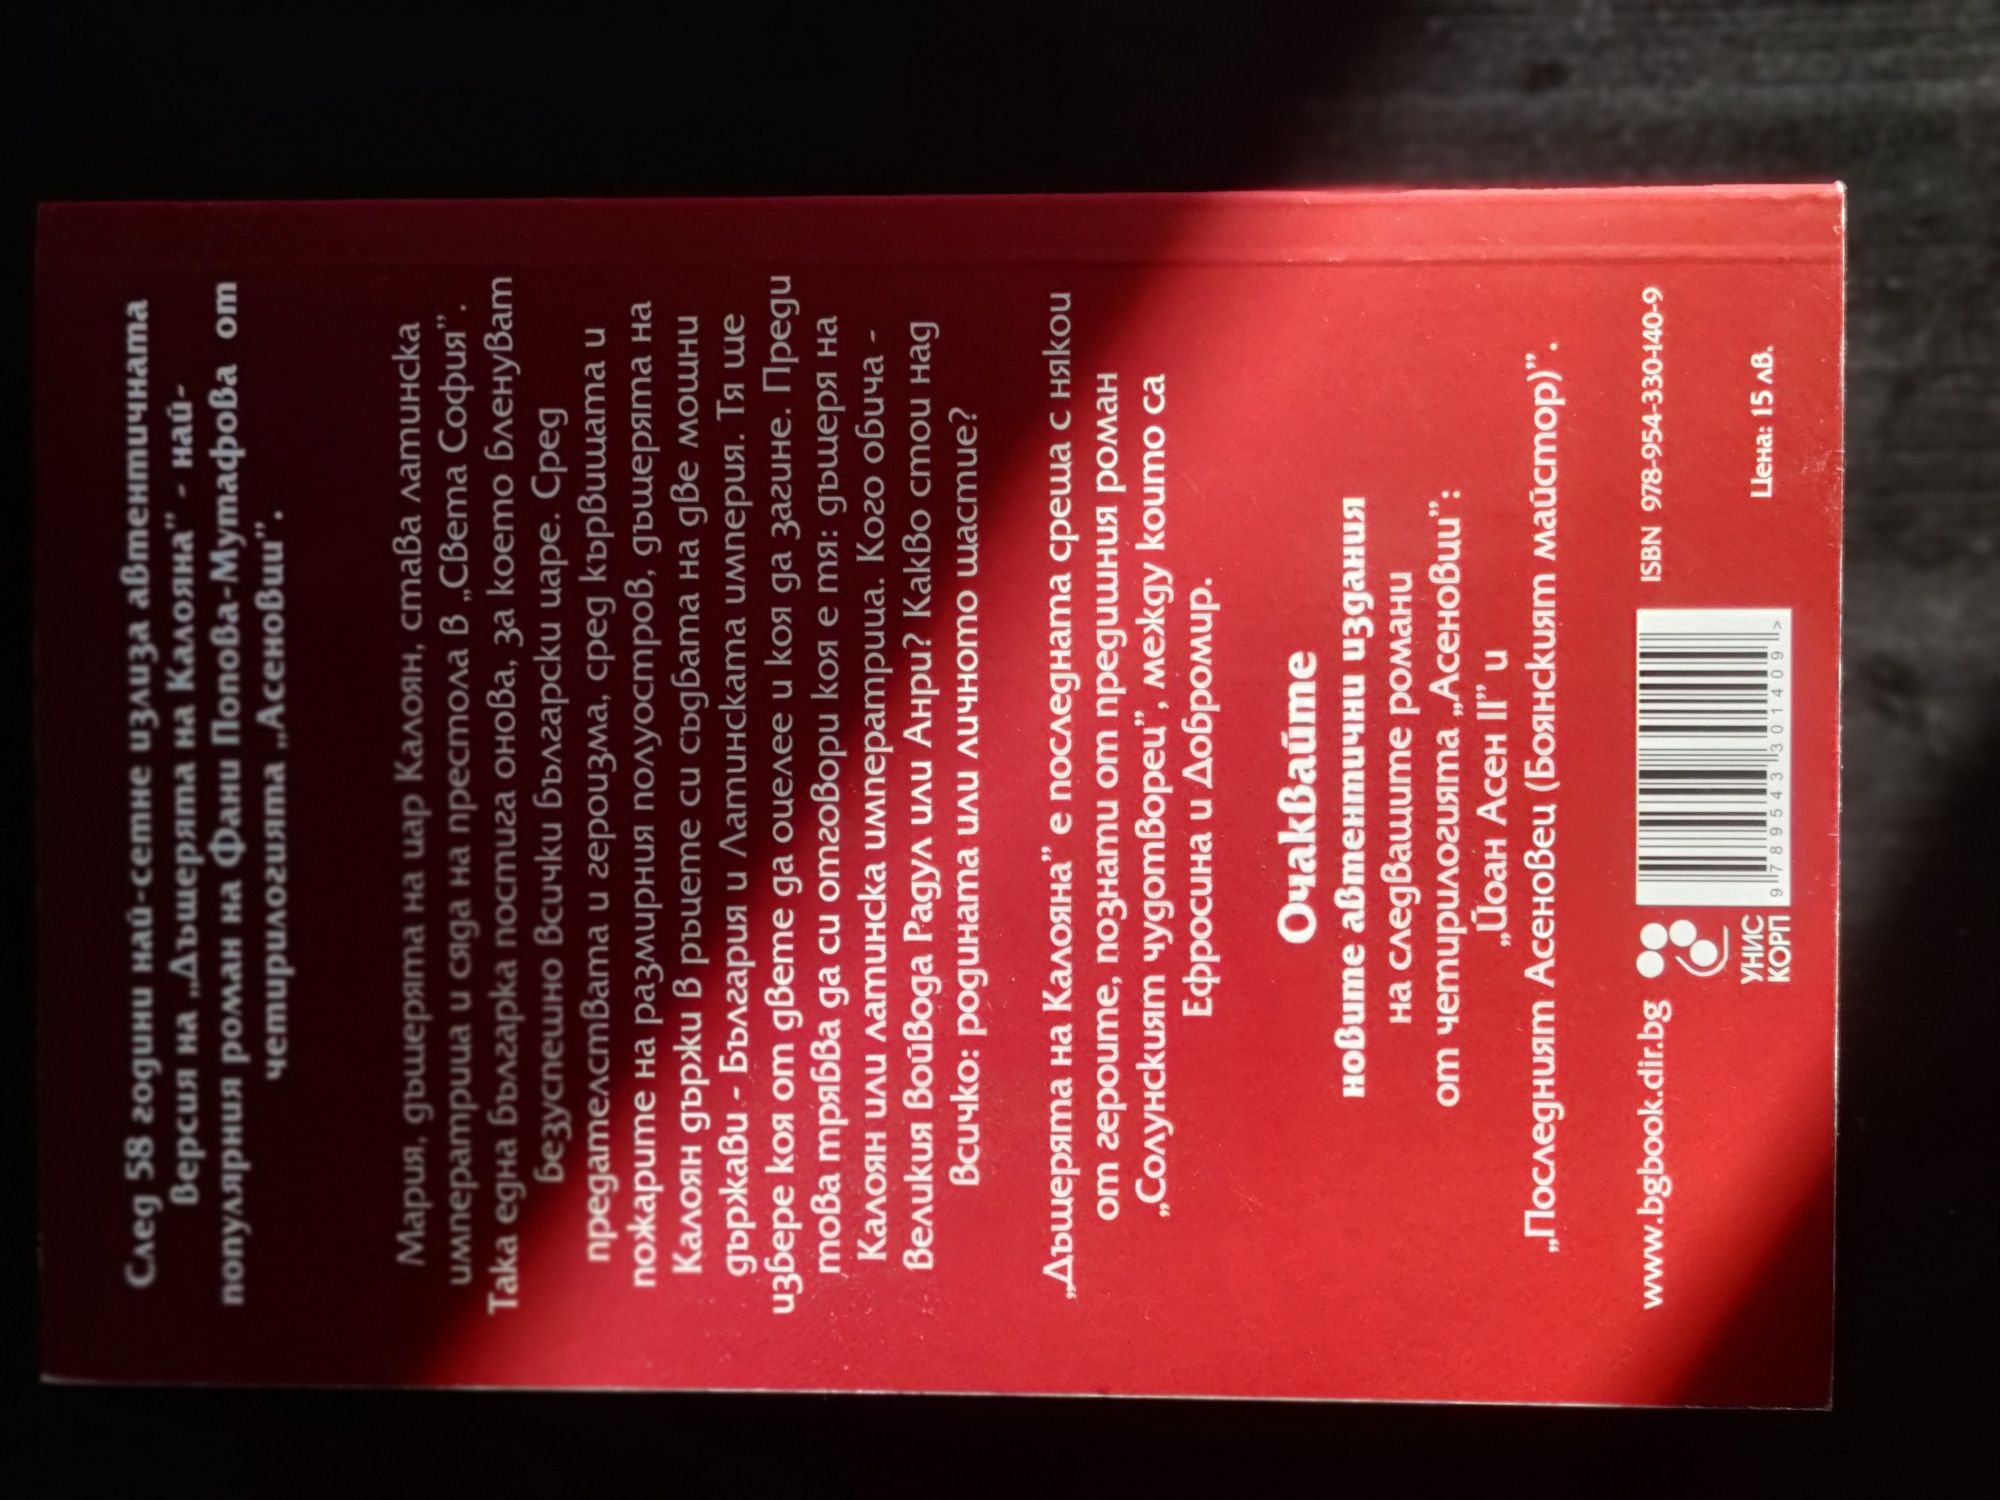 След 58 години най-сетне излиза автентичната
версия на „Дъщерята на Калояна” - най-
популярния роман на Фани Попова-Мутафова от
четирилогията „Асеновци”.
Мария, дъщерята на цар Калоян, става латинска
императрица и сяда на престола в „Света София”.
Така една българка постига онова, за което бленуват
безуспешно всички български царе. Сред
предателствата и героизма, сред кървищата и
пожарите на размирния полуостров, дъщерята на
Калоян държи в ръцете си съдбата на две мощни
държави - България и Латинската империя. Тя ще
избере коя от двете да оцелее и коя да загине. Преди
това трябва да си отговори коя е тя: дъщеря на
Калоян или латинска императрица. Кого обича -
великия войвода Радул или Анри? Какво стои над
всичко: родината или личното щастие?
„Дъщерята на Калояна” е последната среща с някои
от героите, познати от предишния роман
„Солунският чудотворец”, между които са
Ефросина и Добромир.
Очаквайте
новите автентични издания
на следващите романи
от четирилогията „Асеновци”:
„Йоан Асен II” и
„Последният Асеновец (Боянският майстор)”.
www.bgbook.dir.bg
УНИС
КОРП
9 789543 301409 >
ISBN 978-954-330-140-9
Цена: 15 лв.